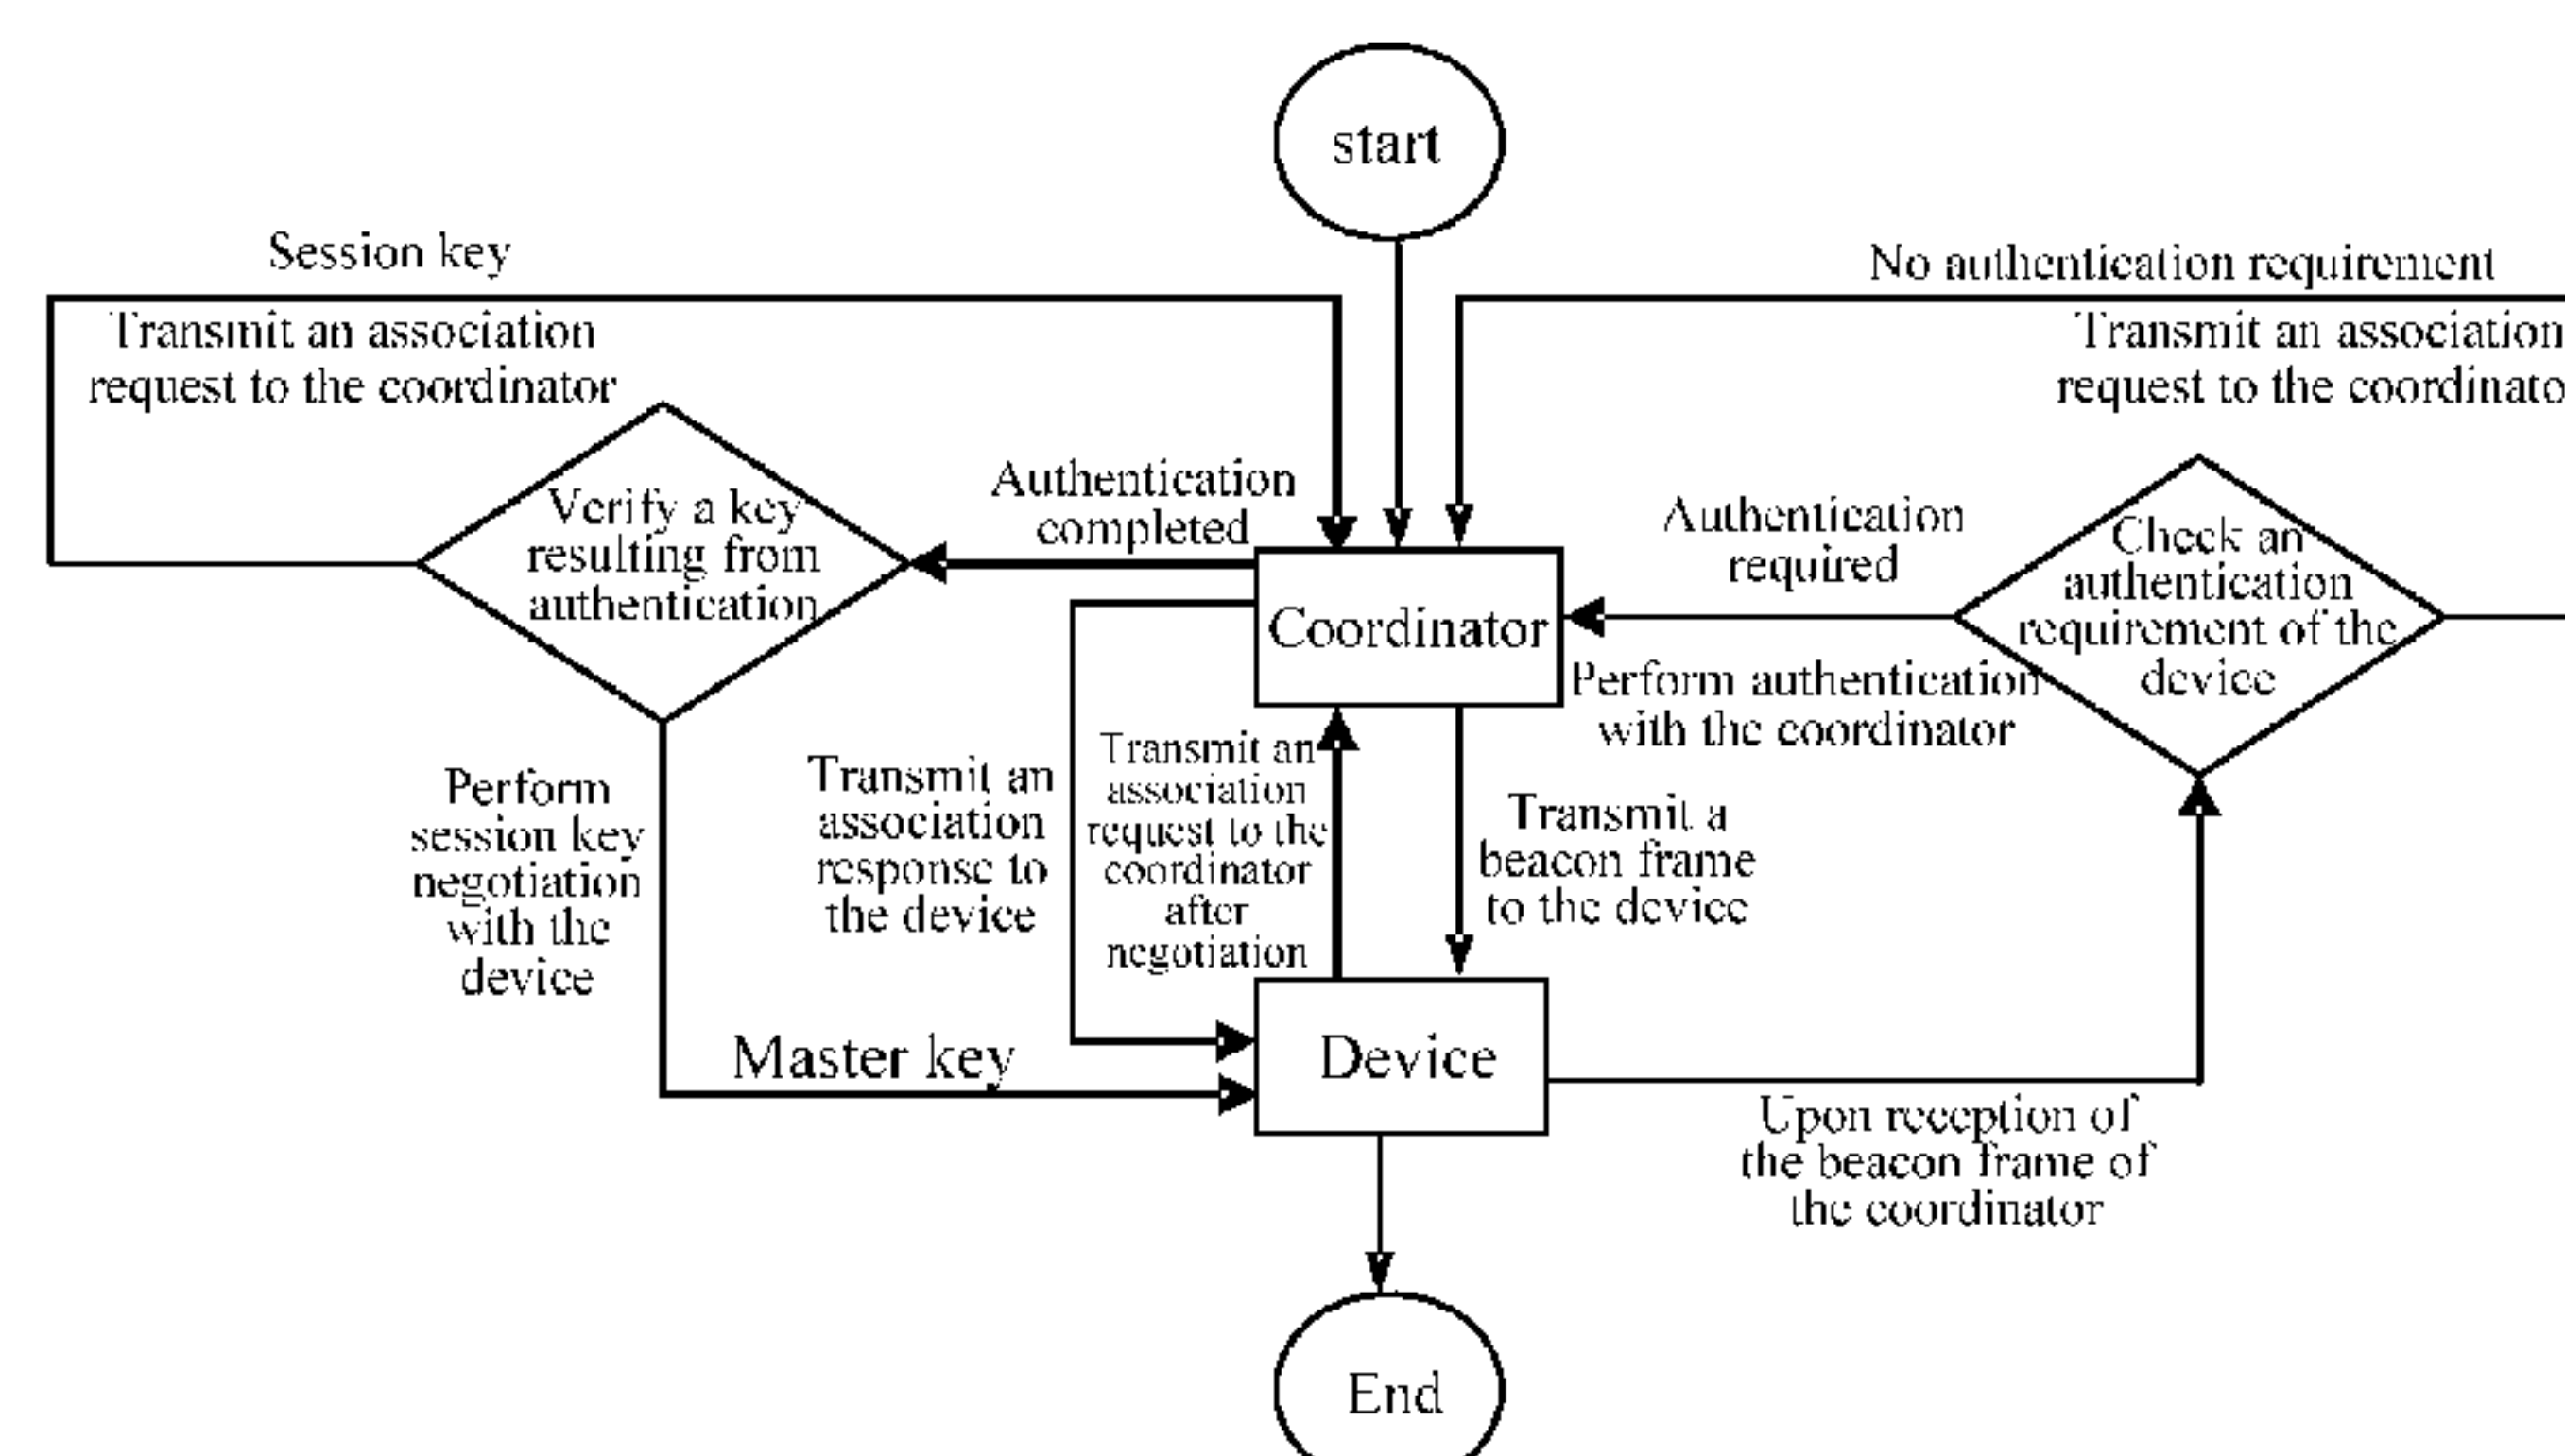 start
Session key
No authentication requirement
Transmit an association
request to the coordinator
Transmit an association
request to the coordinato
Authentication
completed
Verify a key
resulting from
authentication
Authentication
required
Check an
authentication
requirement of the
device
Coordinator
Perform authentication
with the coordinator
Perform
session key
negotiation
with the
device
Transmit an
association
response to
the device
Transmit an
association
request to the
coordinator
after
negotiation
Transmit a
beacon frame
to the device
Master key
Device
Upon reception of
the beacon frame of
the coordinator
End